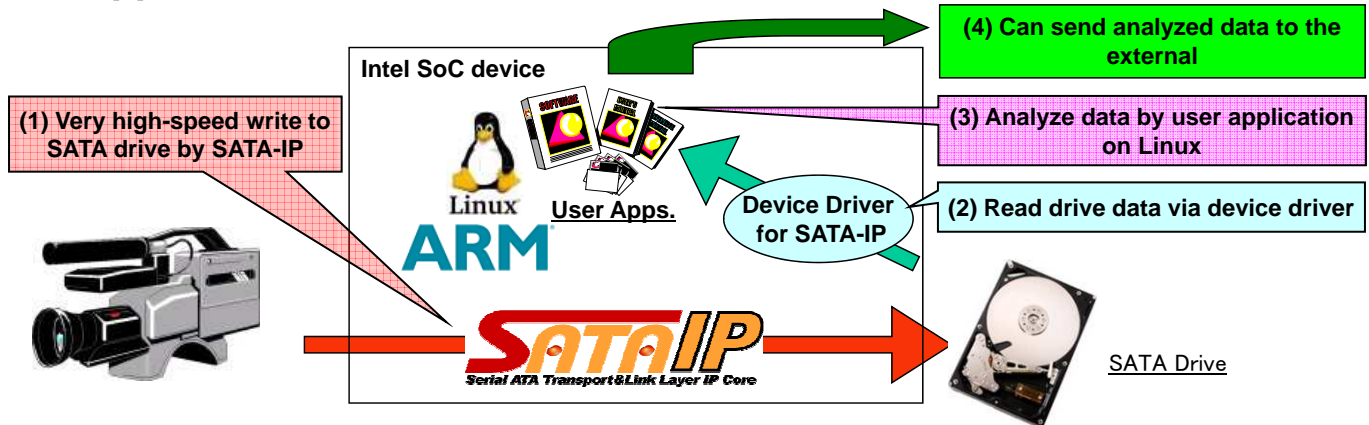 (4) Can send analyzed data to the
external
Intel SoC device
(1) Very high-speed write to
SATA drive by SATA-IP
SOFTWARE
(3) Analyze data by user application
on Linux
Linux
User Apps.
ARM
Device Driver
for SATA-IP
(2) Read drive data via device driver
SATA IP
Serial ATA Transport&Link Layer IP Core
SATA Drive